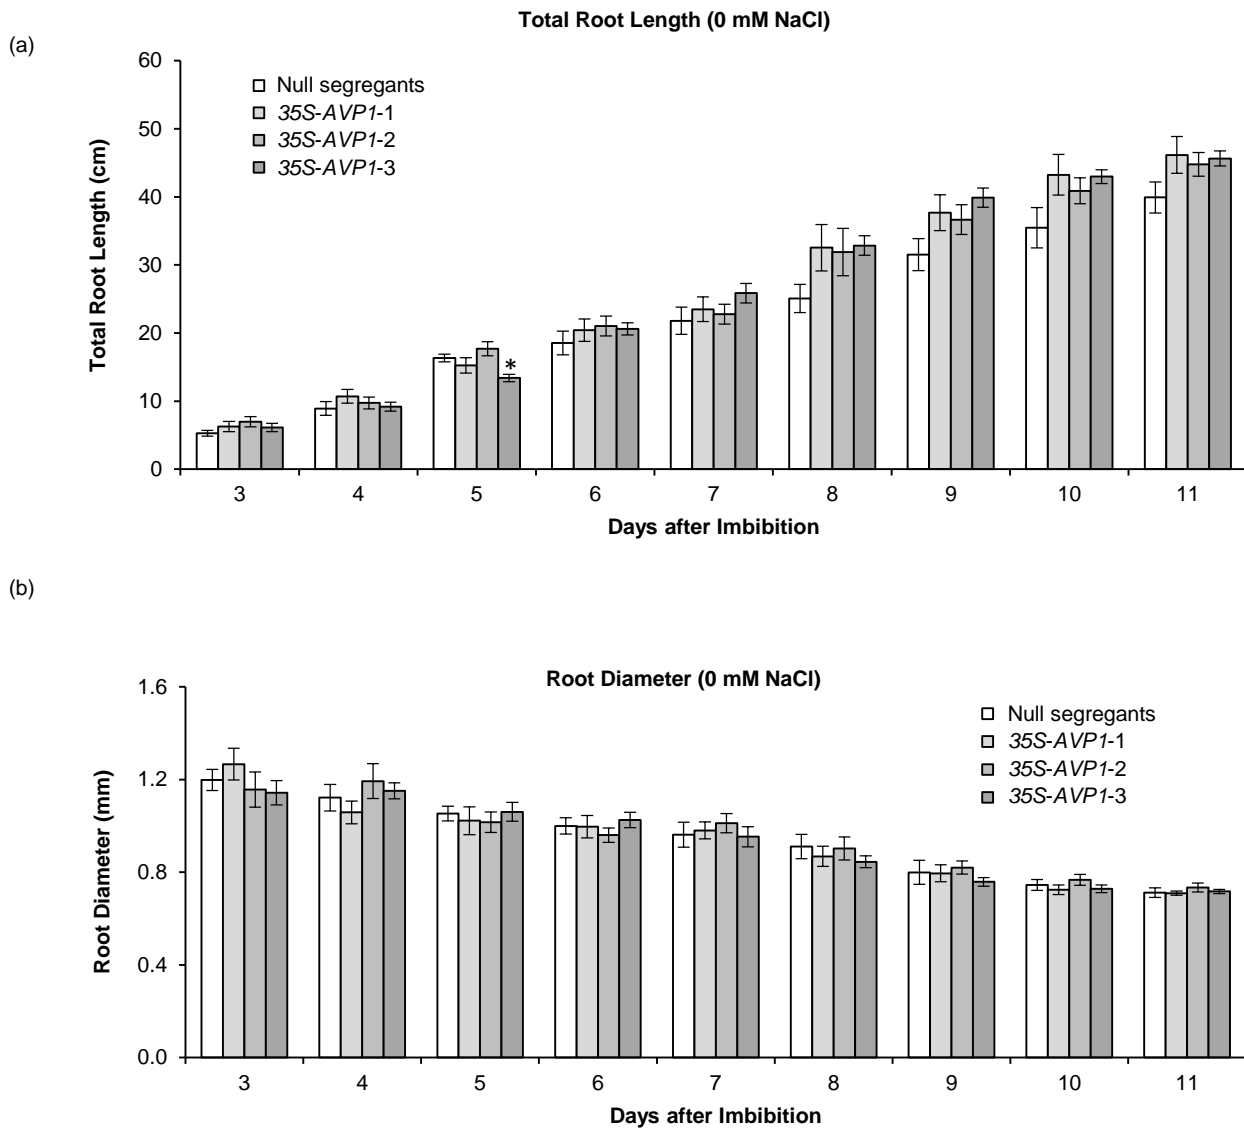 Total Root Length (0 mM NaCl)
(a)
60
50
40
30
20
10
0
Total Root Length (cm)
Null segregants
35S-AVP1-1
35S-AVP1-2
35S-AVP1-3
*
3 4 5 6 7 8 9 10 11
Days after Imbibition
(b)
Root Diameter (0 mM NaCl)
1.6
1.2
0.8
0.4
0.0
Root Diameter (mm)
Null segregants
35S-AVP1-1
35S-AVP1-2
35S-AVP1-3
3 4 5 6 7 8 9 10 11
Days after Imbibition